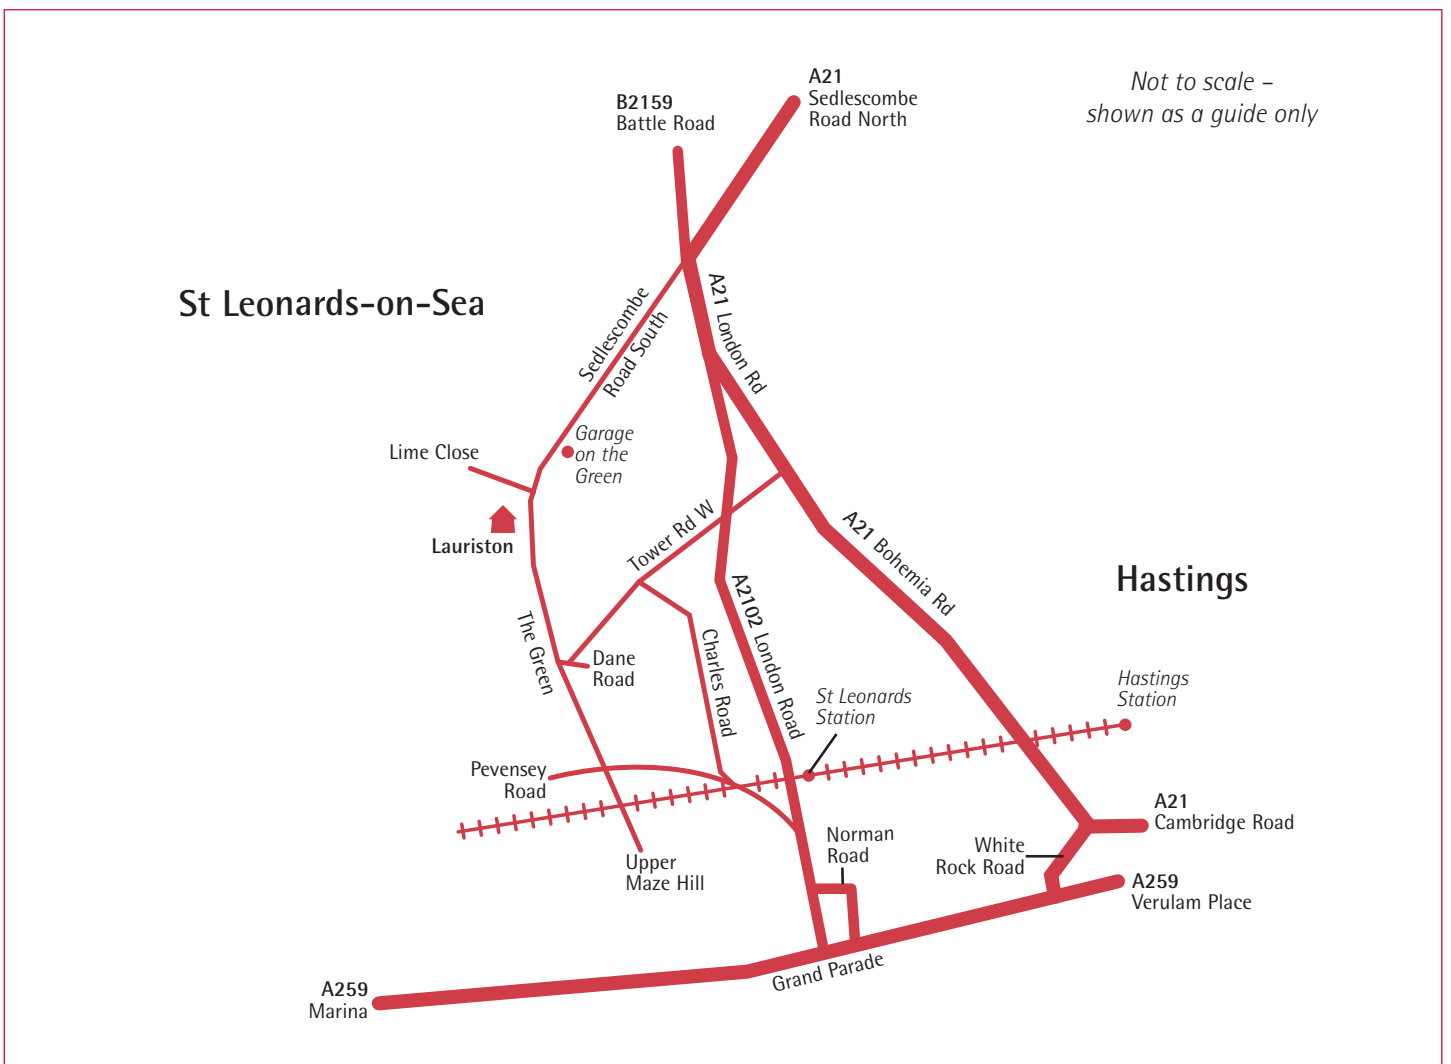 A21
Sedlescombe
Road North
B2159
Battle Road
Not to scale –
shown as a guide only
St Leonards-on-Sea
A21 London Rd
Sedlescombe
Road South
Garage
on the
Green
Lime Close
Lauriston
Tower Rd W
A21 Bohemia Rd
Hastings
A2102 London Road
The Green
Dane
Road
Charles Road
St Leonards
Station
Hastings
Station
Pevensey
Road
A21
Cambridge Road
Norman
Road
White
Rock Road
Upper
Maze Hill
A259
Verulam Place
Grand Parade
A259
Marina